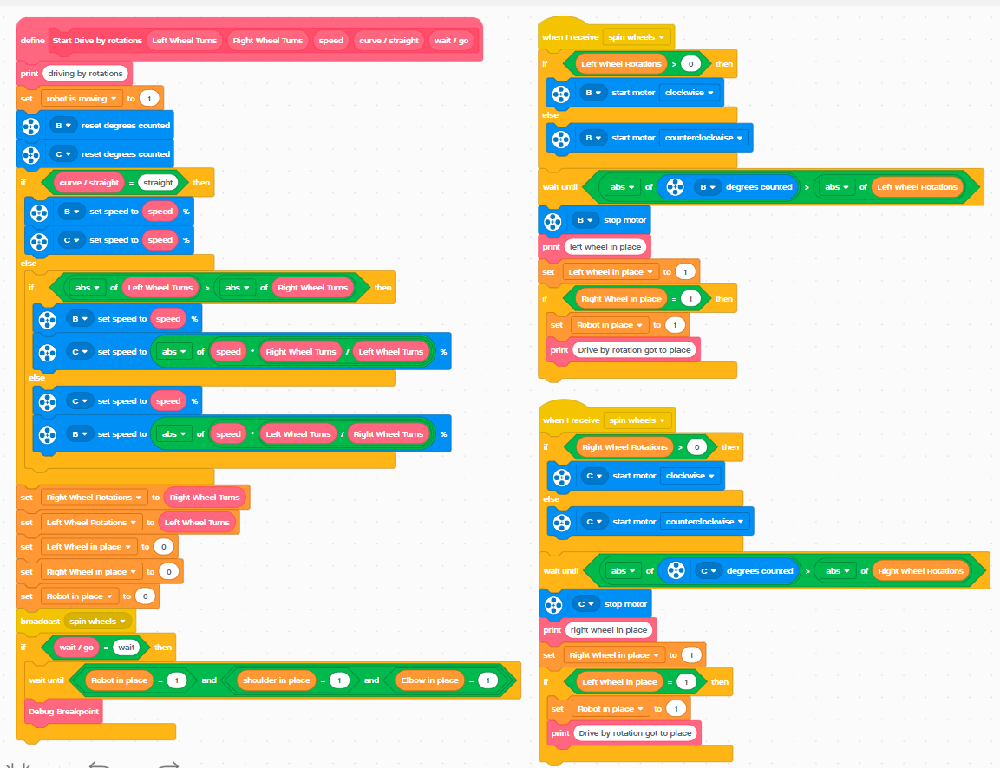 define Start Drive by rotations Left Wheel Turns Right Wheel Turns speed curve / straight wait / go
print driving by rotations
set robot is moving to 1
B reset degrees counted
C reset degrees counted
if curve / straight = straight then
B set speed to speed %
C set speed to speed %
else
if abs of Left Wheel Turns > abs of Right Wheel Turns then
B set speed to speed %
C set speed to abs of speed * Right Wheel Turns / Left Wheel Turns %
else
C set speed to speed %
B set speed to abs of speed * Left Wheel Turns / Right Wheel Turns %
set Right Wheel Rotations to Right Wheel Turns
set Left Wheel Rotations to Left Wheel Turns
set Left Wheel in place to 0
set Right Wheel in place to 0
set Robot in place to 0
broadcast spin wheels
if wait / go = wait then
wait until Robot in place = 1 and shoulder in place = 1 and Elbow in place = 1
Debug Breakpoint
when I receive spin wheels
if Left Wheel Rotations > 0 then
B start motor clockwise
else
B start motor counterclockwise
wait until abs of B degrees counted > abs of Left Wheel Rotations
B stop motor
print left wheel in place
set Left Wheel in place to 1
if Right Wheel in place = 1 then
set Robot in place to 1
print Drive by rotation got to place
when I receive spin wheels
if Right Wheel Rotations > 0 then
C start motor clockwise
else
C start motor counterclockwise
wait until abs of C degrees counted > abs of Right Wheel Rotations
C stop motor
print right wheel in place
set Right Wheel in place to 1
if Left Wheel in place = 1 then
set Robot in place to 1
print Drive by rotation got to place